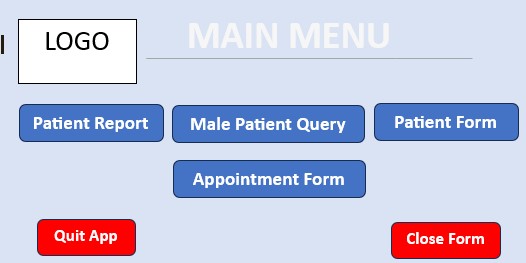 LOGO
MAIN MENU
Patient Report
Male Patient Query
Patient Form
Appointment Form
Quit App
Close Form